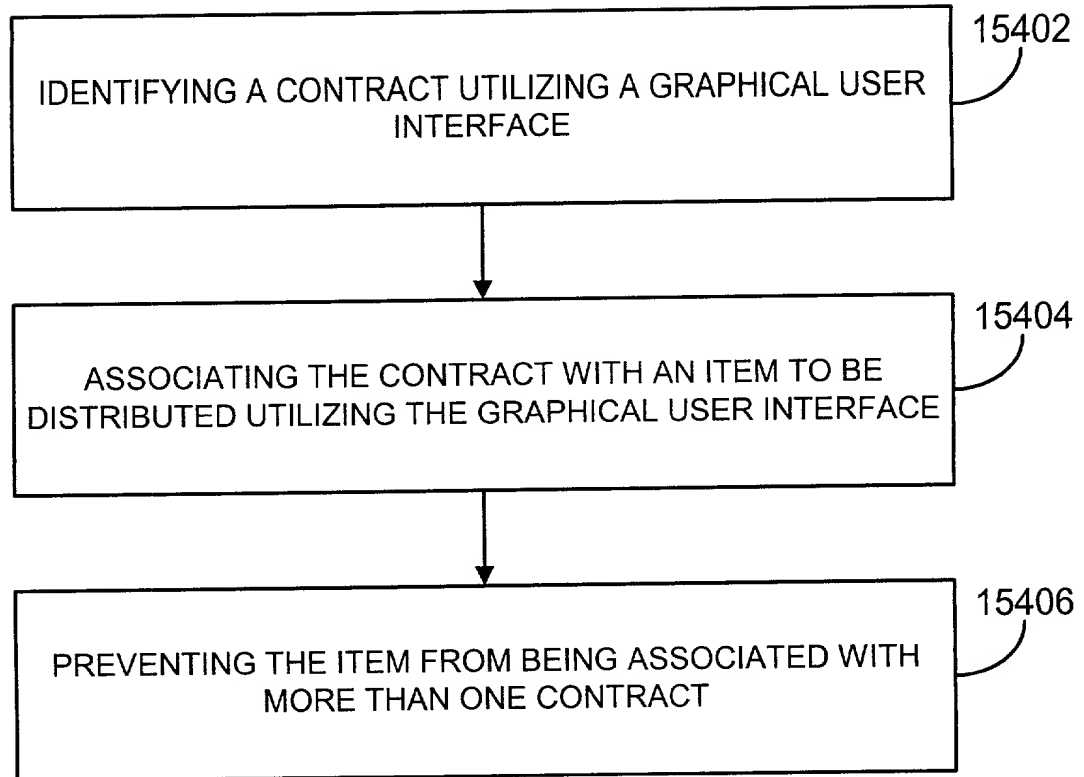 15402
IDENTIFYING A CONTRACT UTILIZING A GRAPHICAL USER
INTERFACE
15404
ASSOCIATING THE CONTRACT WITH AN ITEM TO BE
DISTRIBUTED UTILIZING THE GRAPHICAL USER INTERFACE
15406
PREVENTING THE ITEM FROM BEING ASSOCIATED WITH
MORE THAN ONE CONTRACT